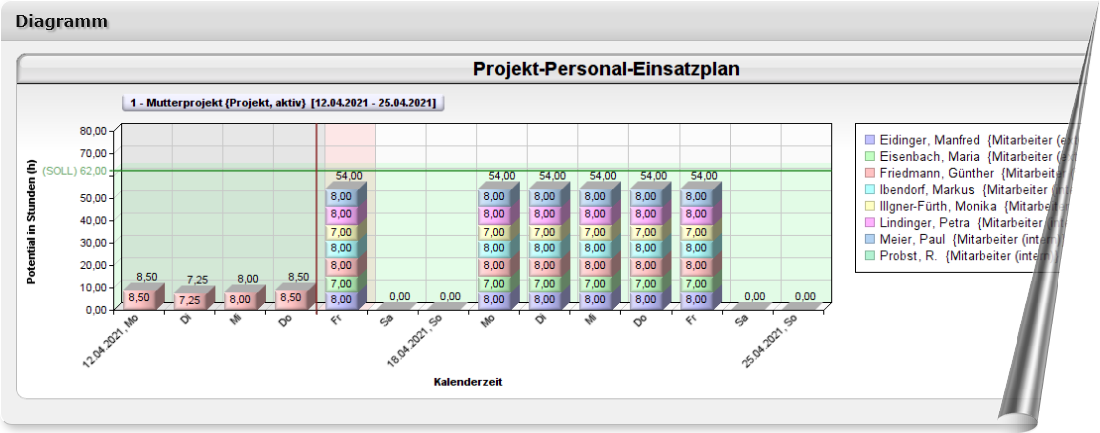 Diagramm
Projekt-Personal-Einsatzplan
1 - Mutterprojekt {Projekt, aktiv} [12.04.2021 - 25.04.2021]
80,00
70,00
(SOLL) 62,00
50,00
40,00
30,00
20,00
10,00
0,00
Potential in Stunden (h)
8,50 7,25 8,00 8,50 54,00 0,00 0,00 54,00 54,00 54,00 54,00 54,00 0,00 0,00
8,00 8,00 8,00 8,00 8,00 8,00
8,00 8,00 8,00 8,00 8,00 8,00
7,00 7,00 7,00 7,00 7,00 7,00
8,00 8,00 8,00 8,00 8,00 8,00
8,00 8,00 8,00 8,00 8,00 8,00
7,00 7,00 7,00 7,00 7,00 7,00
8,50 7,25 8,00 8,50 8,00 8,00 8,00 8,00 8,00 8,00
12.04.2021, Mo Di Mi Do Fr Sa 18.04.2021, So Mo Di Mi Do Fr Sa 25.04.2021, So
Kalenderzeit
Eidinger, Manfred {Mitarbeiter
Eisenbach, Maria {Mitarbeiter
Friedmann, Günther {Mitarbeiter
Ibendorf, Markus {Mitarbeiter
Illgner-Fürth, Monika {Mitarbeiter
Lindinger, Petra {Mitarbeiter
Meier, Paul {Mitarbeiter (intern)
Probst, R. {Mitarbeiter (intern)